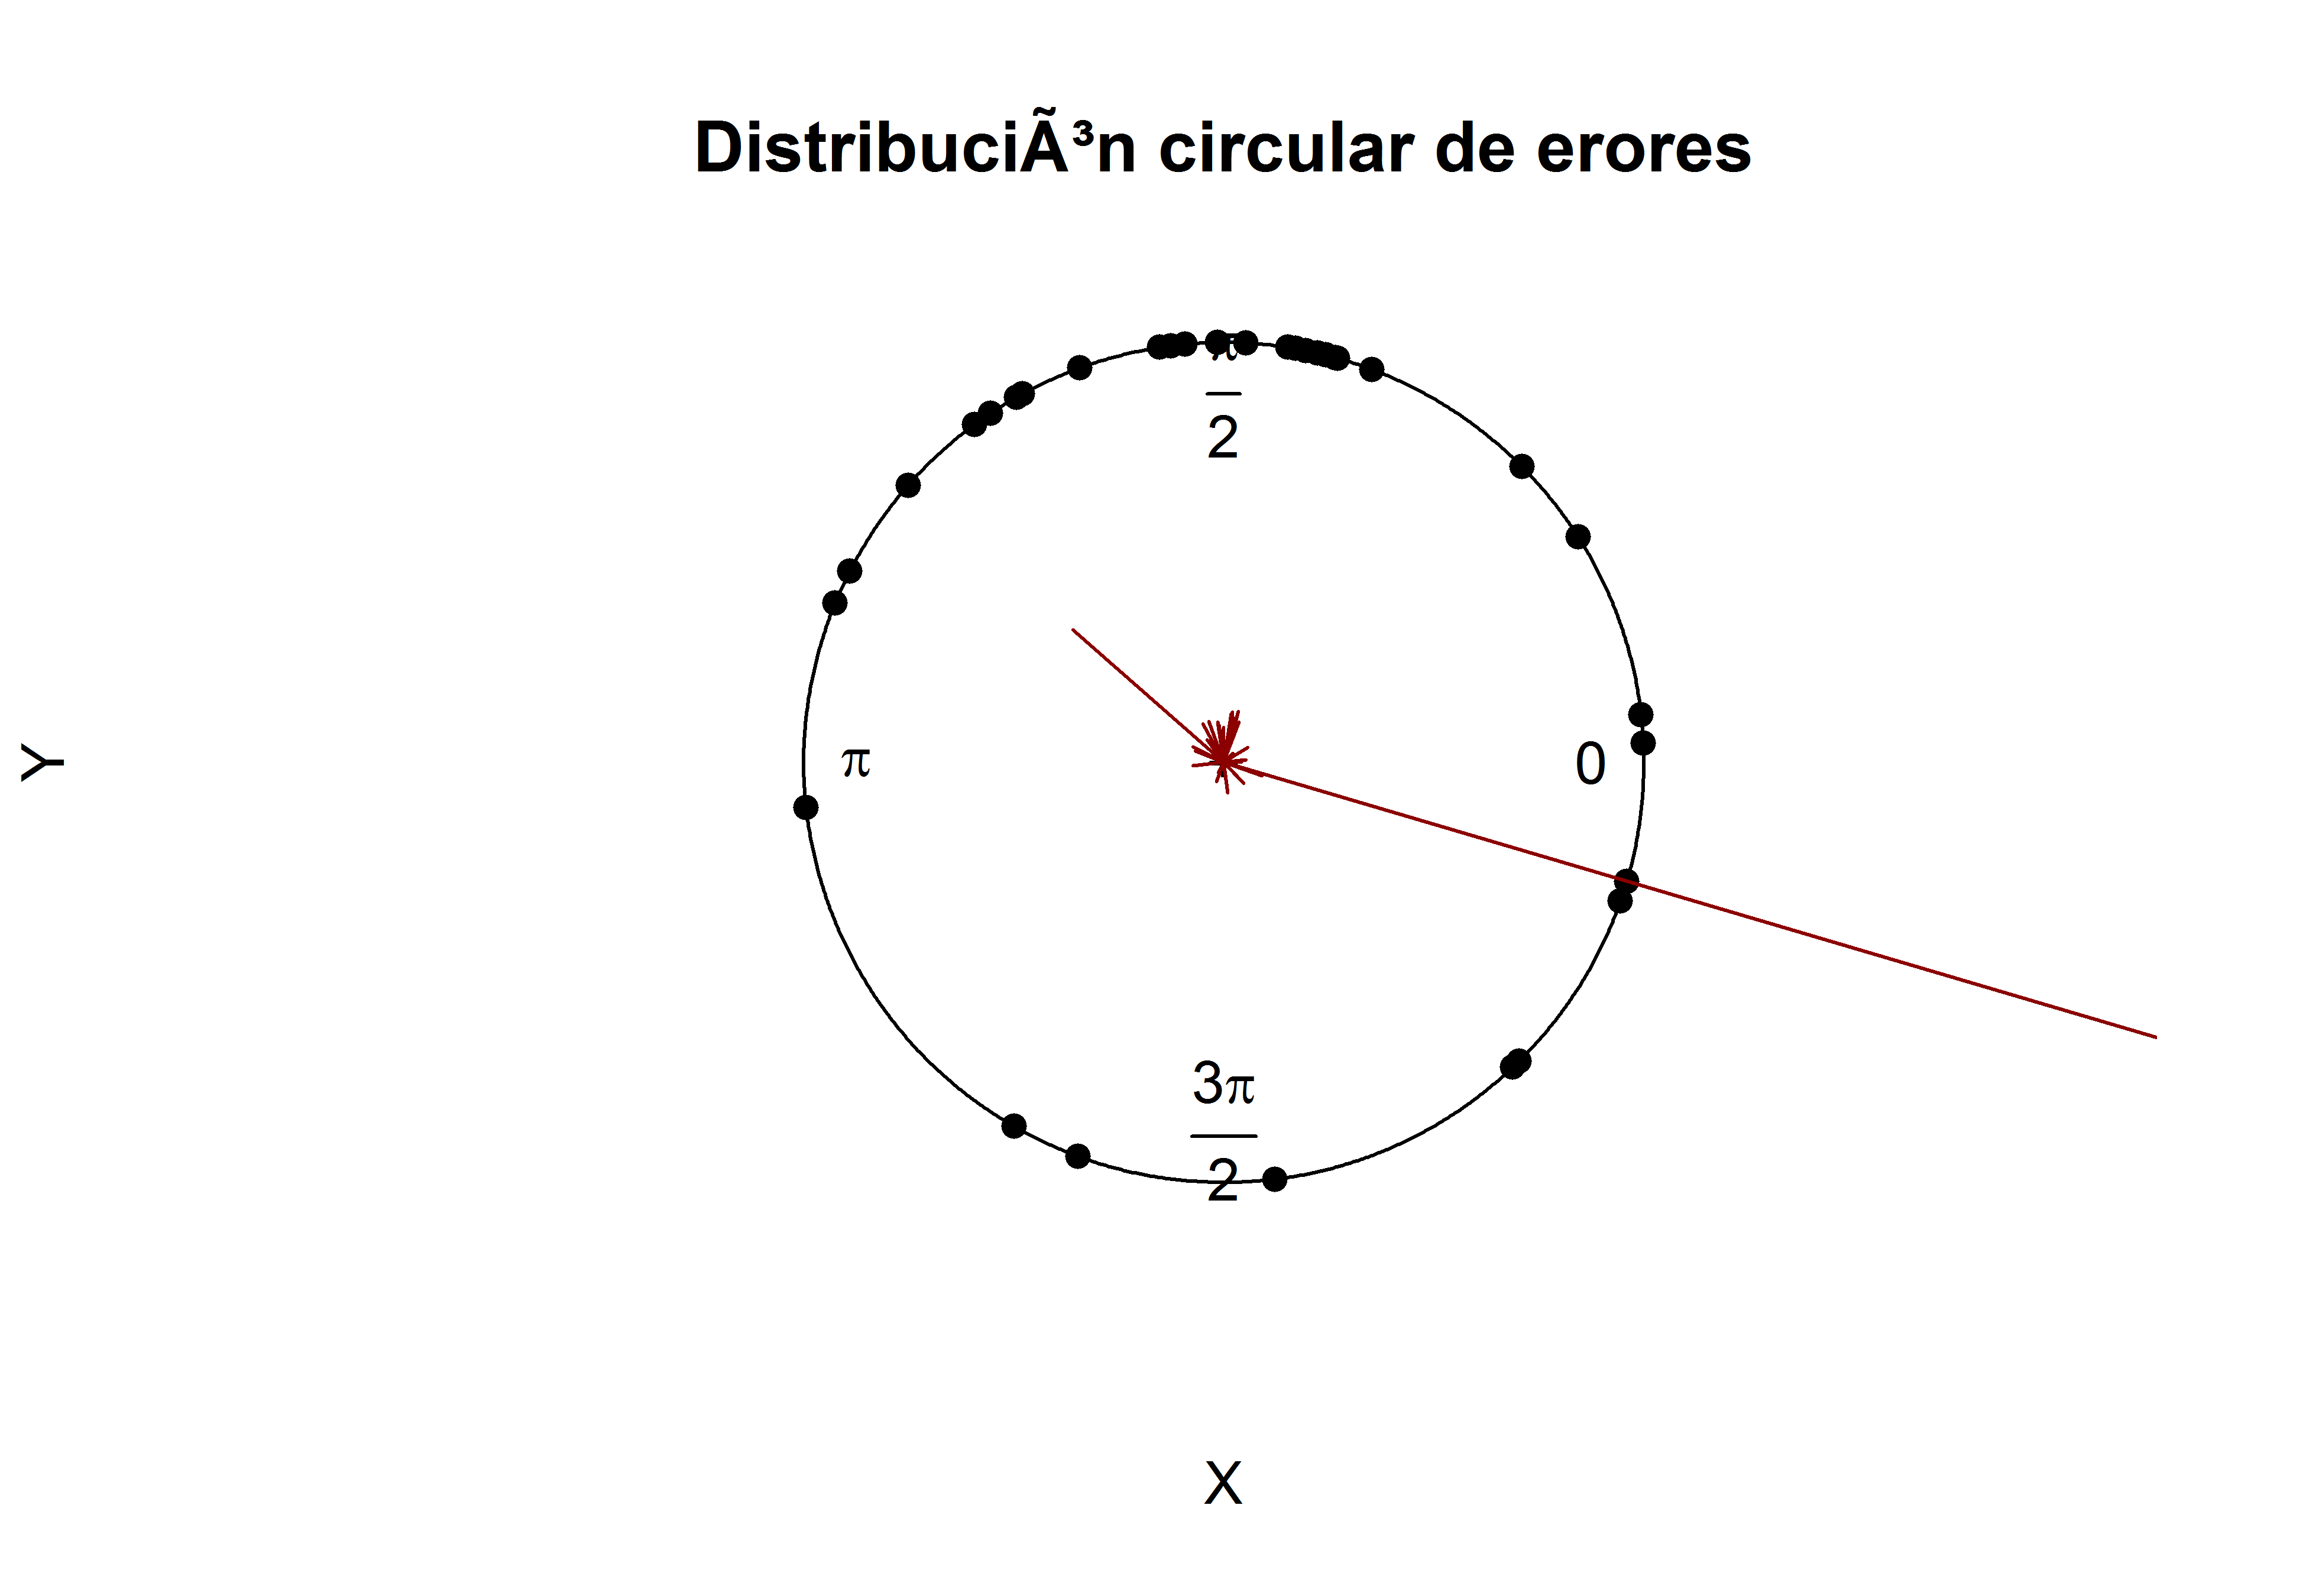 DistribuciÃ³n circular de erores
π
2
Y
π
0
3π
2
X